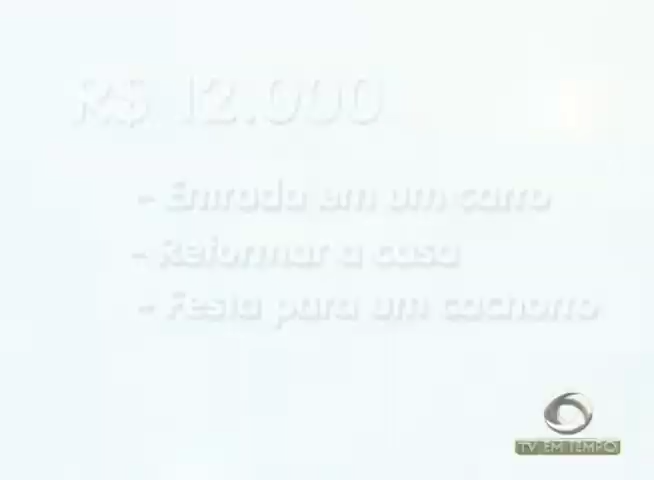 R$ 12.000
- Entrada em um carro
- Reformar a casa
- Festa para um cachorro
TV EM TEMPO